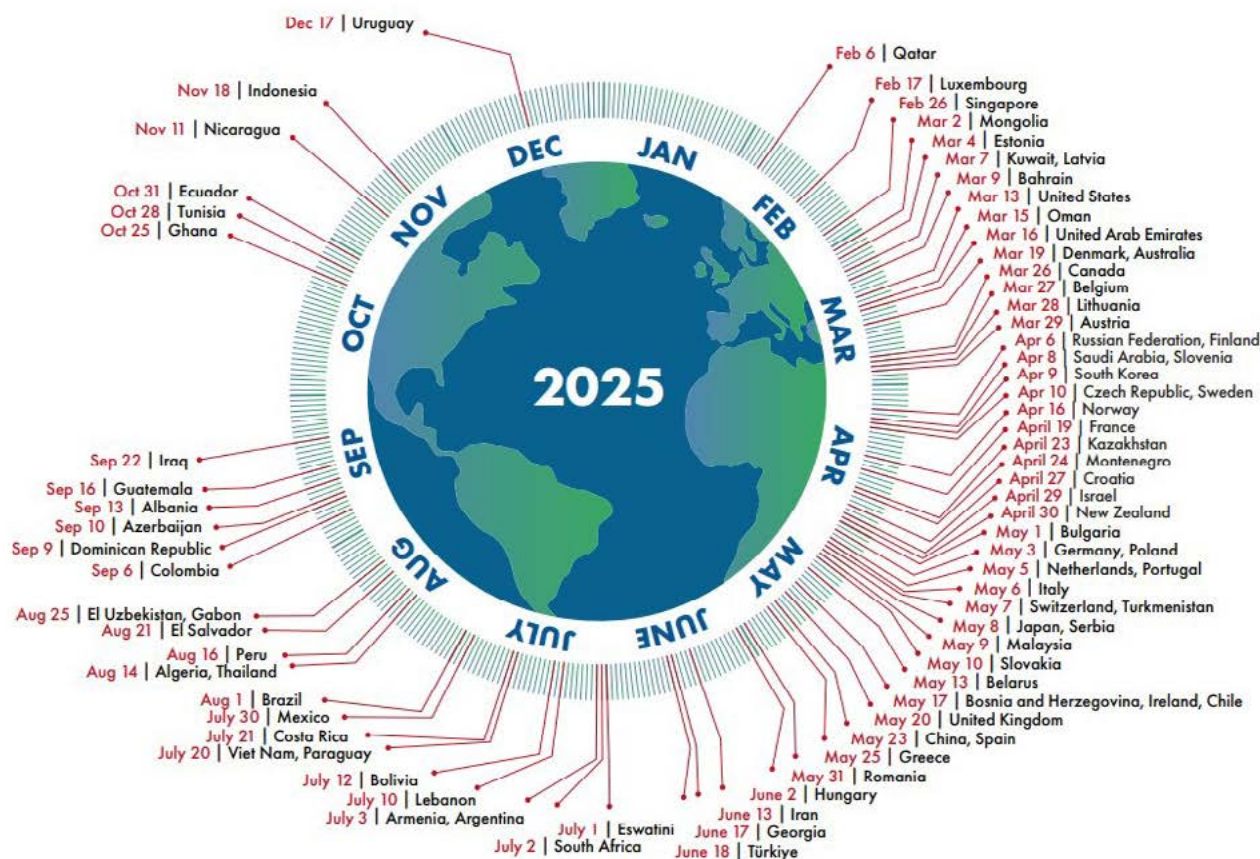 Dec 17 | Uruguay
Nov 18 | Indonesia
Nov 11 | Nicaragua
Oct 31 | Ecuador
Oct 28 | Tunisia
Oct 25 | Ghana
Sep 22 | Iraq
Sep 16 | Guatemala
Sep 13 | Albania
Sep 10 | Azerbaijan
Sep 9 | Dominican Republic
Sep 6 | Colombia
Aug 25 | El Uzbekistan, Gabon
Aug 21 | El Salvador
Aug 16 | Peru
Aug 14 | Algeria, Thailand
Aug 1 | Brazil
July 30 | Mexico
July 21 | Costa Rica
July 20 | Viet Nam, Paraguay
July 12 | Bolivia
July 10 | Lebanon
July 3 | Armenia, Argentina
July 2 | South Africa
July 1 | Eswatini
Feb 6 | Qatar
Feb 17 | Luxembourg
Feb 26 | Singapore
Mar 2 | Mongolia
Mar 4 | Estonia
Mar 7 | Kuwait, Latvia
Mar 9 | Bahrain
Mar 13 | United States
Mar 15 | Oman
Mar 16 | United Arab Emirates
Mar 19 | Denmark, Australia
Mar 26 | Canada
Mar 27 | Belgium
Mar 28 | Lithuania
Mar 29 | Austria
Apr 6 | Russian Federation, Finland
Apr 8 | Saudi Arabia, Slovenia
Apr 9 | South Korea
Apr 10 | Czech Republic, Sweden
Apr 16 | Norway
April 19 | France
April 23 | Kazakhstan
April 24 | Montenegro
April 27 | Croatia
April 29 | Israel
April 30 | New Zealand
May 1 | Bulgaria
May 3 | Germany, Poland
May 5 | Netherlands, Portugal
May 6 | Italy
May 7 | Switzerland, Turkmenistan
May 8 | Japan, Serbia
May 9 | Malaysia
May 10 | Slovakia
May 13 | Belarus
May 17 | Bosnia and Herzegovina, Ireland, Chile
May 20 | United Kingdom
May 23 | China, Spain
May 25 | Greece
May 31 | Romania
June 2 | Hungary
June 13 | Iran
June 17 | Georgia
June 18 | Türkiye
JAN
FEB
MAR
APR
MAY
JUNE
JULY
AUG
SEP
OCT
NOV
DEC
2025